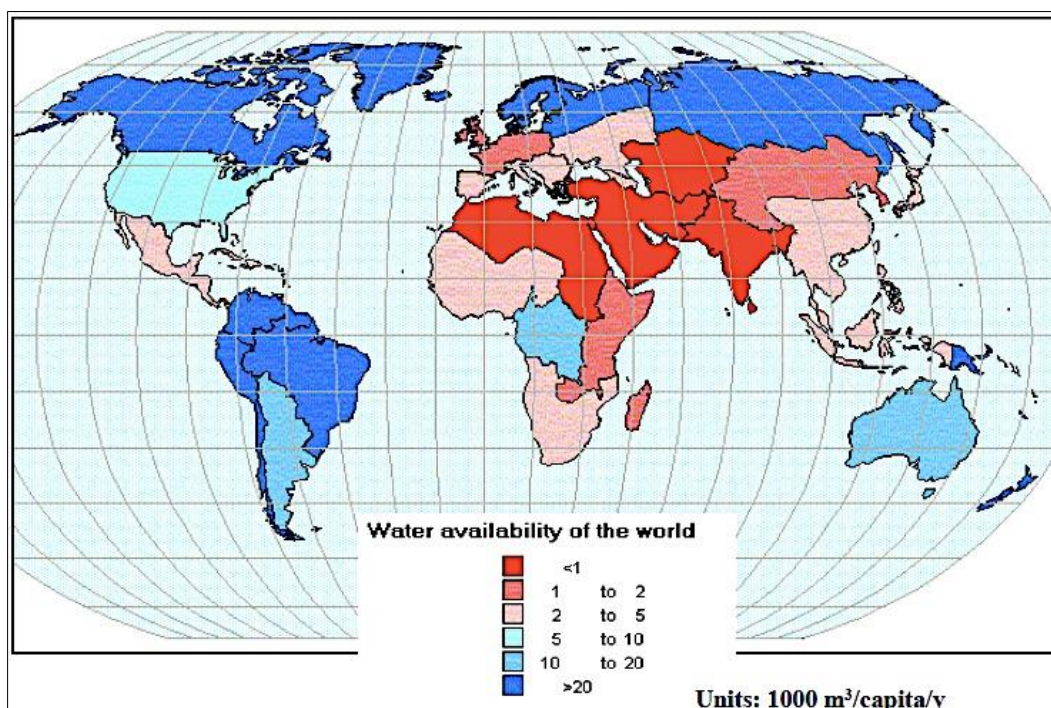 Water availability of the world
<1
1 to 2
2 to 5
5 to 10
10 to 20
>20
Units: 1000 m³/capita/y